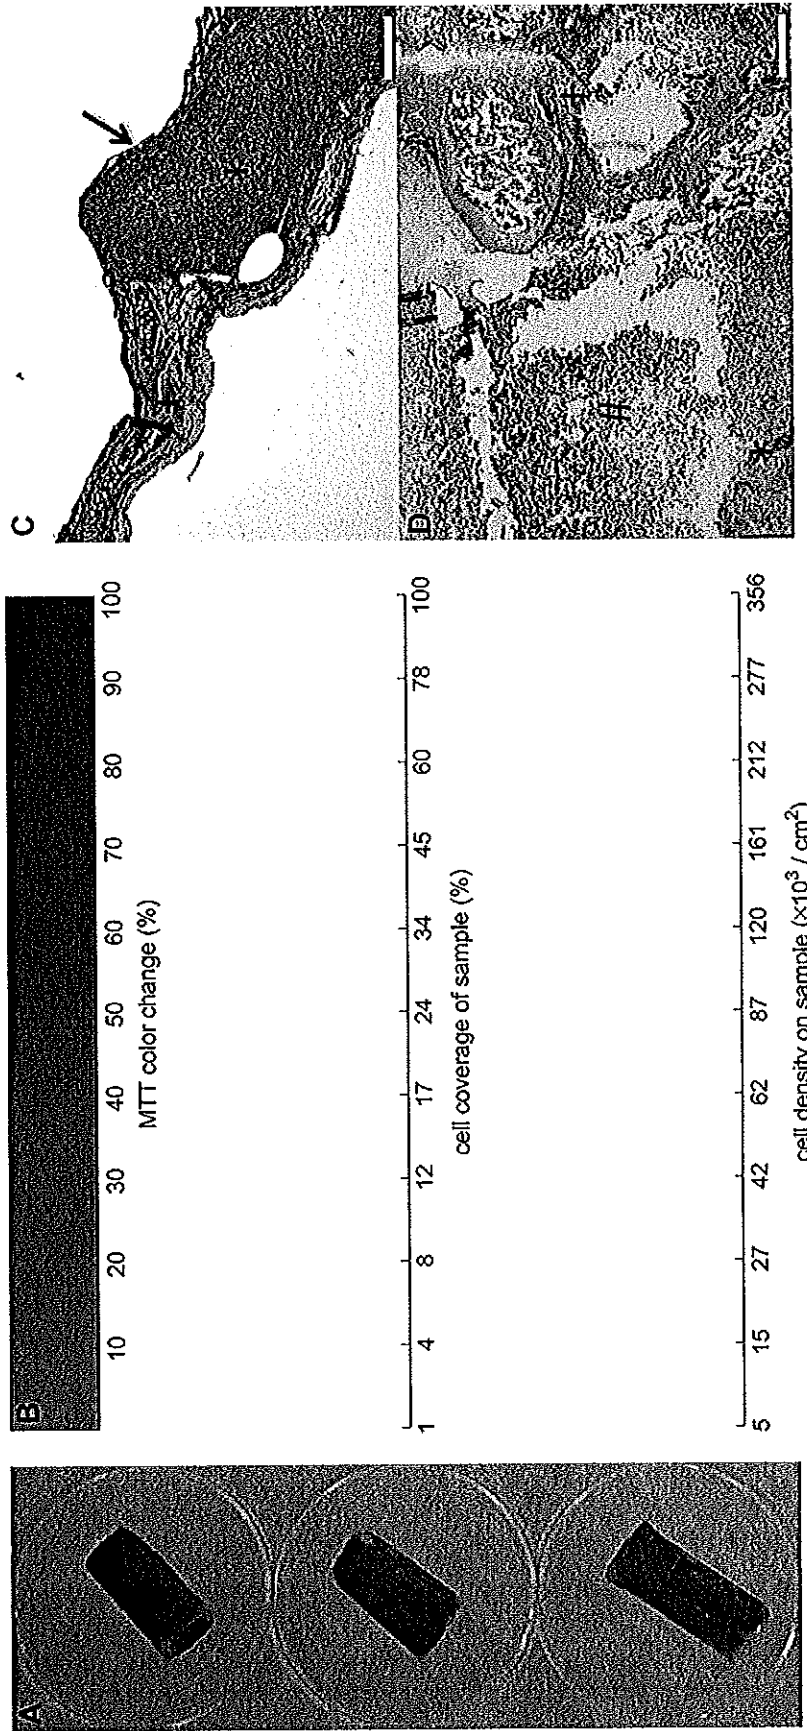 A
B
10 20 30 40 50 60 70 80 90 100
MTT color change (%)
1 4 8 12 17 24 34 45 60 78 100
cell coverage of sample (%)
5 15 27 42 62 87 120 161 212 277 356
cell density on sample (×10³ / cm²)
C
*
+
D
+
#
*